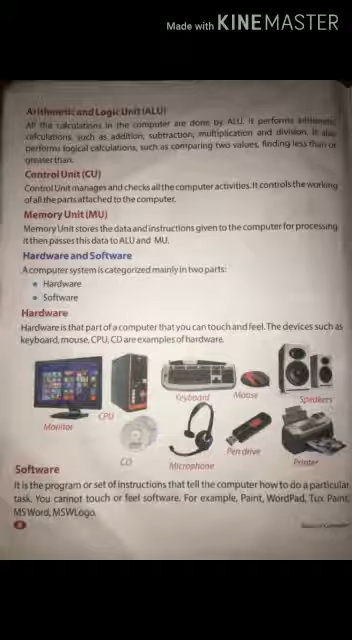 Made with KINEMASTER
Arithmetic and Logic Unit (ALU)
All the calculations in the computer are done by ALU. It performs arithmetic
calculations, such as addition, subtraction, multiplication and division. It also
performs logical calculations, such as comparing two values, finding less than or
greater than.
Control Unit (CU)
Control Unit manages and checks all the computer activities. It controls the working
of all the parts attached to the computer.
Memory Unit (MU)
Memory Unit stores the data and instructions given to the computer for processing
it then passes this data to ALU and MU.
Hardware and Software
A computer system is categorized mainly in two parts:
Hardware
Software
Hardware
Hardware is that part of a computer that you can touch and feel. The devices such as
keyboard, mouse, CPU, CD are examples of hardware.
Monitor
CPU
Keyboard
Mouse
Speakers
CD
Microphone
Pen drive
Printer
Software
It is the program or set of instructions that tell the computer how to do a particular
task. You cannot touch or feel software. For example, Paint, WordPad, Tux Paint,
MS Word, MSWLogo.
8